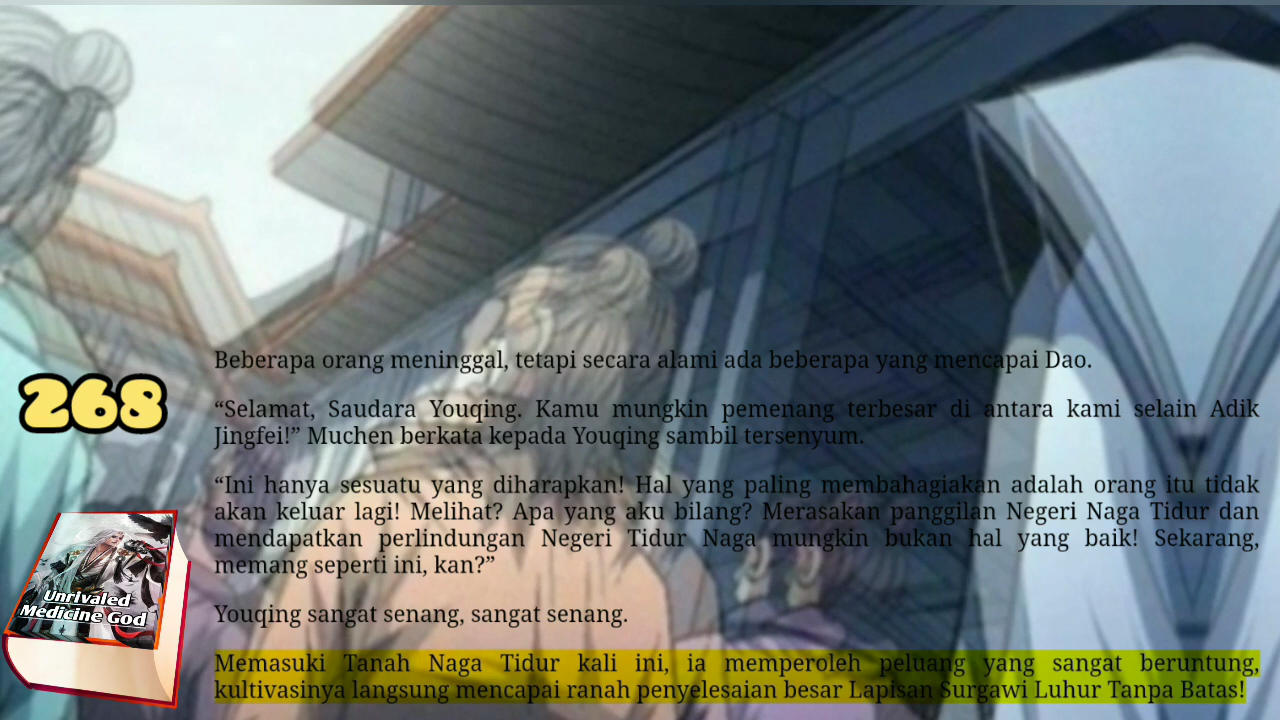 Beberapa orang meninggal, tetapi secara alami ada beberapa yang mencapai Dao.
268
“Selamat, Saudara Youqing. Kamu mungkin pemenang terbesar di antara kami selain Adik
Jingfei!” Muchen berkata kepada Youqing sambil tersenyum.
“Ini hanya sesuatu yang diharapkan! Hal yang paling membahagiakan adalah orang itu tidak
akan keluar lagi! Melihat? Apa yang aku bilang? Merasakan panggilan Negeri Naga Tidur dan
mendapatkan perlindungan Negeri Tidur Naga mungkin bukan hal yang baik! Sekarang,
memang seperti ini, kan?”
Youqing sangat senang, sangat senang.
Unrivaled
Medicine God
Memasuki Tanah Naga Tidur kali ini, ia memperoleh peluang yang sangat beruntung,
kultivasinya langsung mencapai ranah penyelesaian besar Lapisan Surgawi Luhur Tanpa Batas!